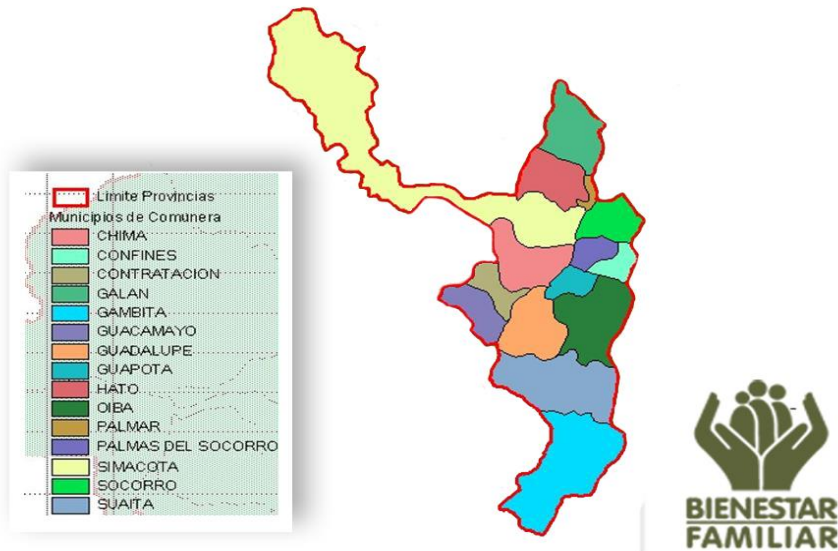 Límite Provincias
Municipios de Comunera
CHIMA
CONFINES
CONTRATACION
GALAN
GAMBITA
GUACAMAYO
GUADALUPE
GUAPOTA
HATO
OIBA
PALMAR
PALMAS DEL SOCORRO
SIMACOTA
SOCORRO
SUAITA
BIENESTAR
FAMILIAR